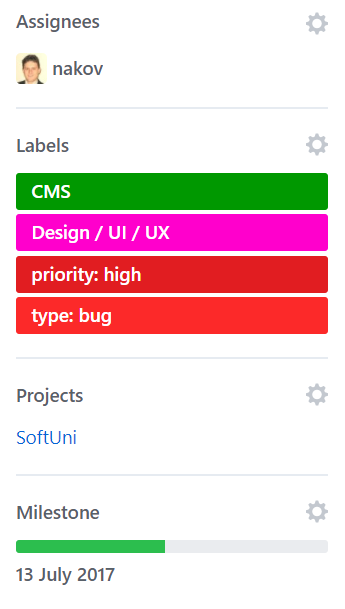 Assignees
nakov
Labels
CMS
Design / UI / UX
priority: high
type: bug
Projects
SoftUni
Milestone
13 July 2017